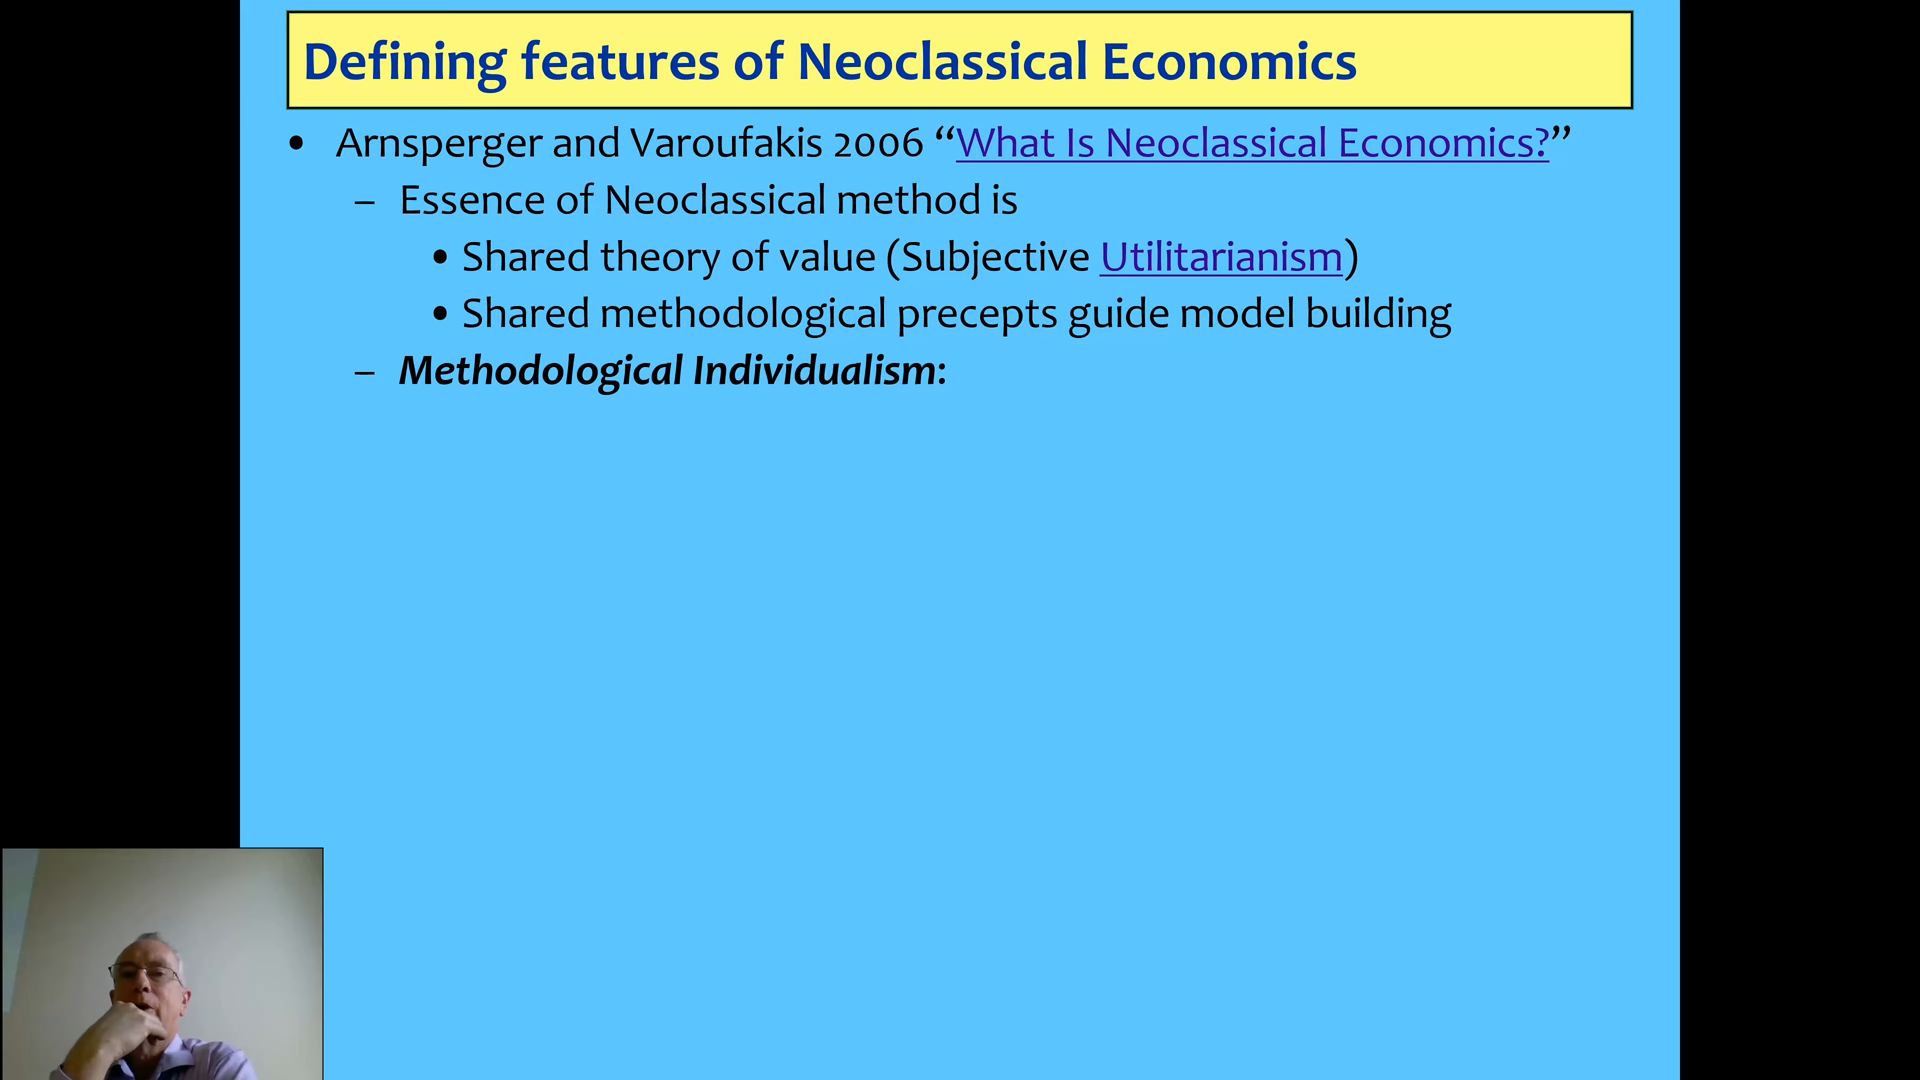 Defining features of Neoclassical Economics
• Arnsperger and Varoufakis 2006 “What Is Neoclassical Economics?”
– Essence of Neoclassical method is
• Shared theory of value (Subjective Utilitarianism)
• Shared methodological precepts guide model building
– Methodological Individualism: